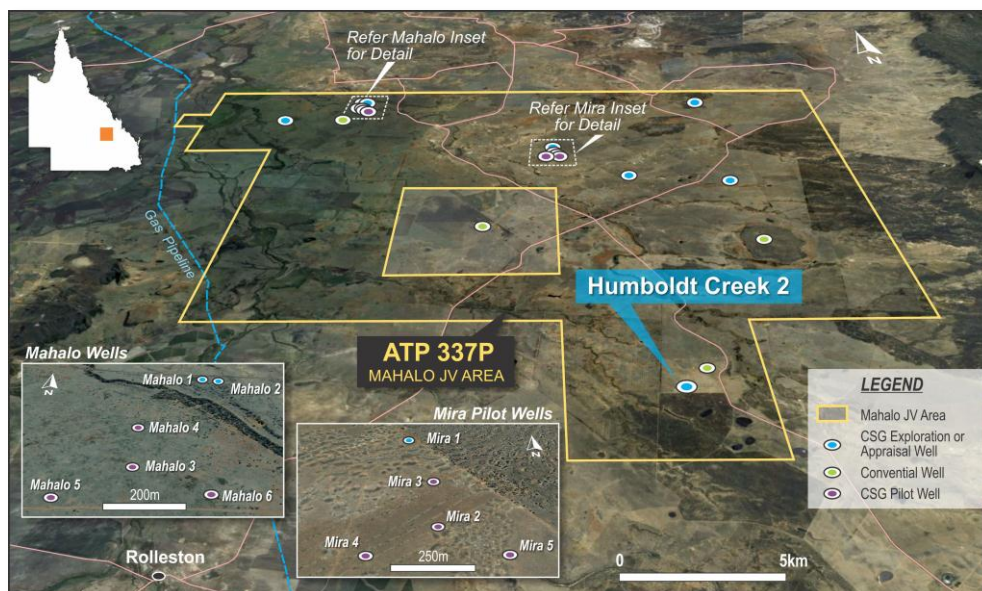 Refer Mahalo Inset
for Detail
N
Refer Mira Inset
for Detail
Gas Pipeline
Humboldt Creek 2
ATP 337P
MAHALO JV AREA
Mahalo Wells
N
Mahalo 1
Mahalo 2
Mahalo 4
Mahalo 3
Mahalo 5
Mahalo 6
200m
Mira Pilot Wells
Mira 1
N
Mira 3
Mira 2
Mira 4
Mira 5
250m
LEGEND
Mahalo JV Area
CSG Exploration or
Appraisal Well
Convential Well
CSG Pilot Well
Rolleston
0
5km